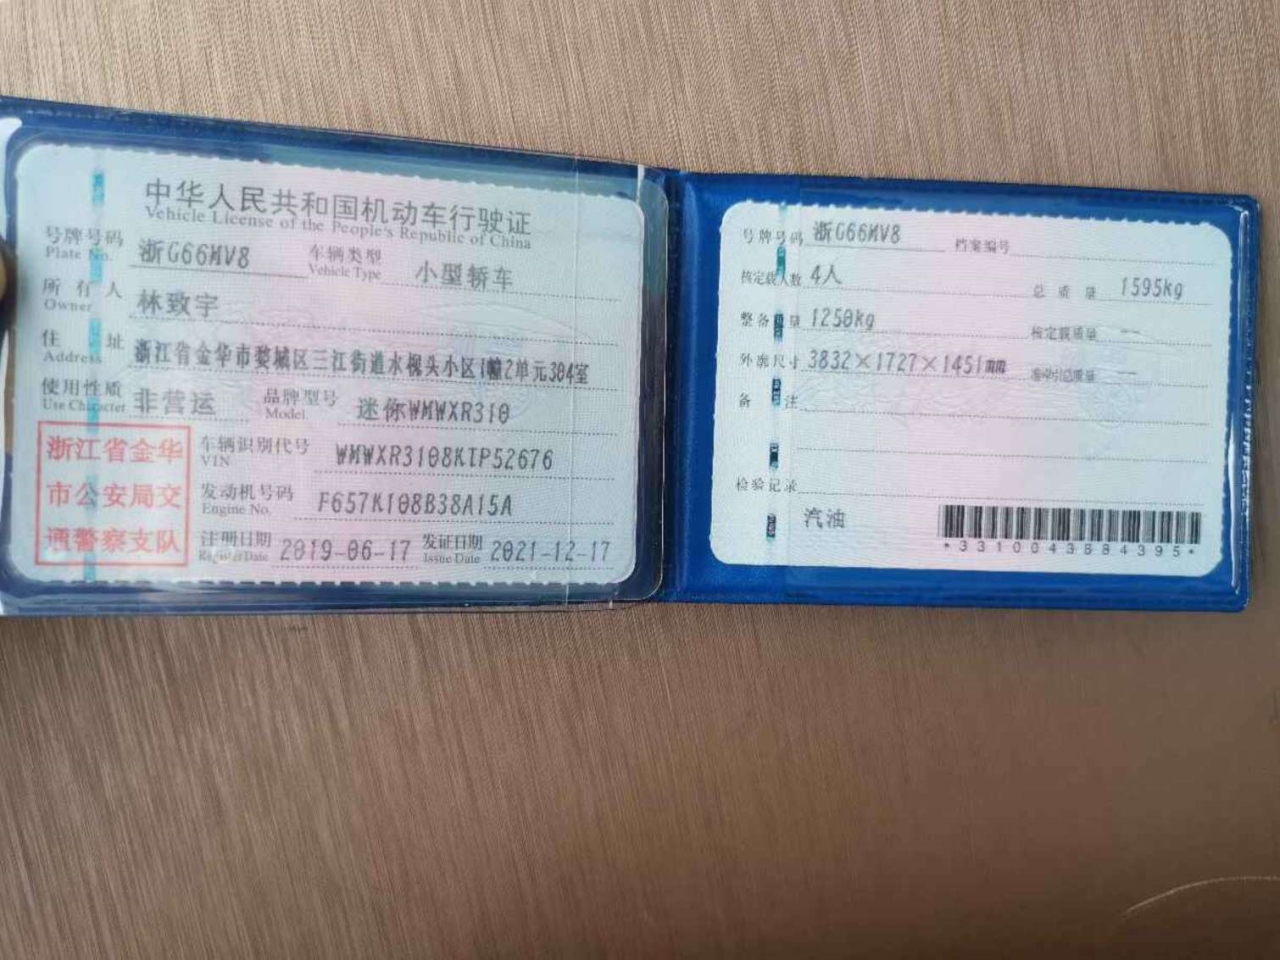 中华人民共和国机动车行驶证
Vehicle License of the People's Republic of China
号牌号码 浙G66MV8 车辆类型 小型轿车
Plate No. Vehicle Type
所有人 林致宇
Owner
住址 浙江省金华市婺城区三江街道水枧头小区1幢2单元304室
Address
使用性质 非营运 品牌型号 迷你WMWXR310
Use Character Model
浙江省金华
市公安局交
通警察支队
车辆识别代号 WMWXR3108K1P52676
VIN
发动机号码 F657K108B38A15A
Engine No.
注册日期 2019-06-17 发证日期 2021-12-17
Register Date Issue Date
号牌号码 浙G66MV8 档案编号
核定载人数 4人 总质量 1595kg
整备质量 1250kg 核定载质量 --
外廓尺寸 3832×1727×1451mm 准牵引总质量 --
备注
检验记录
汽油
*3310043884395*